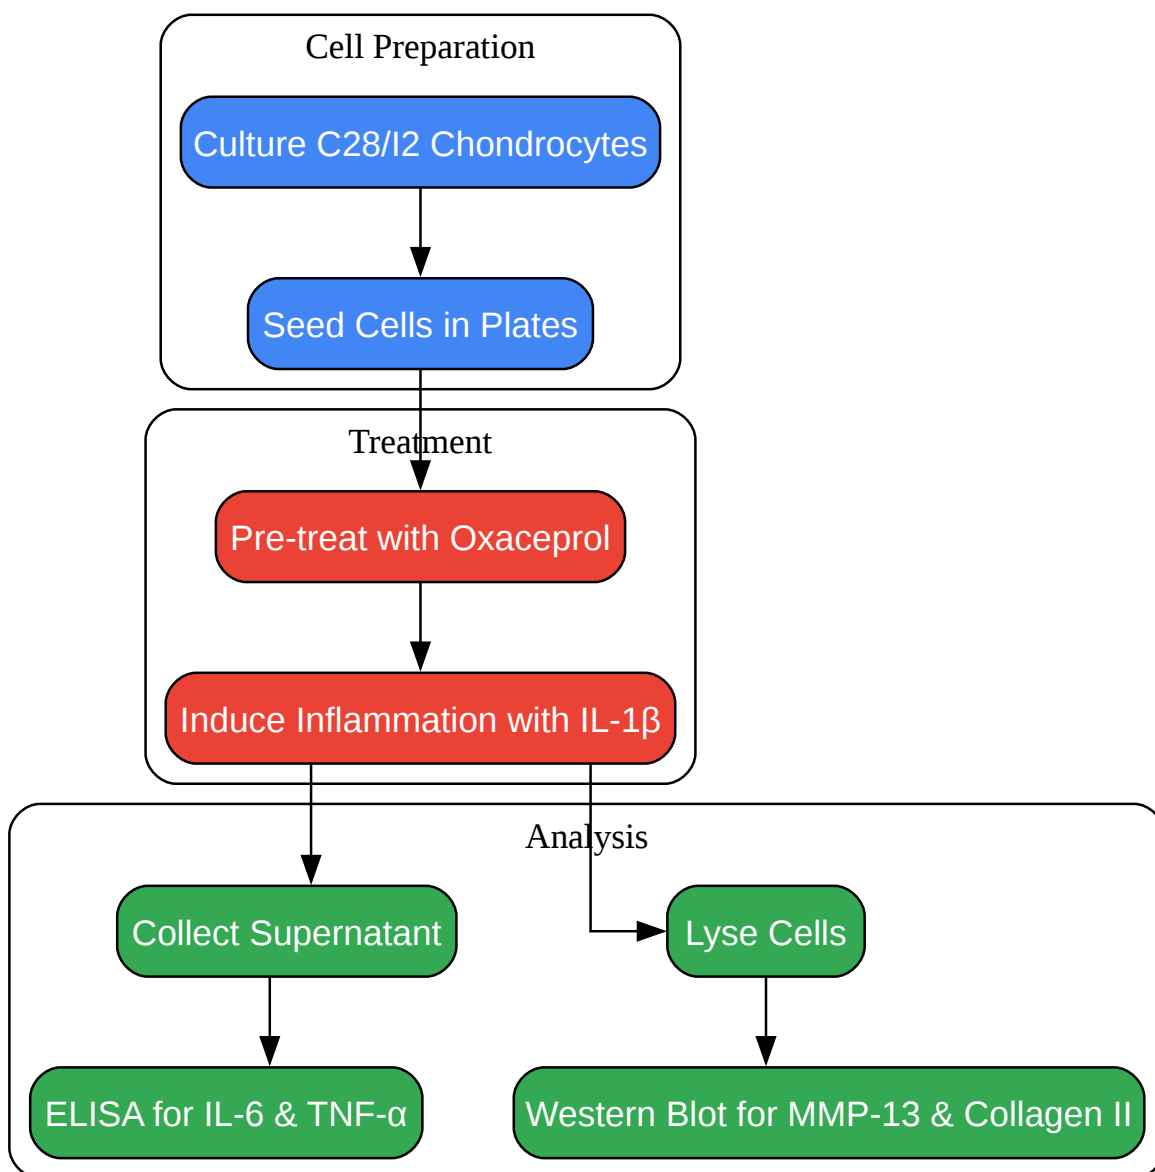 Cell Preparation
Culture C28/I2 Chondrocytes
Seed Cells in Plates
Treatment
Pre-treat with Oxaceprol
Induce Inflammation with IL-1β
Analysis
Collect Supernatant
Lyse Cells
ELISA for IL-6 & TNF-α
Western Blot for MMP-13 & Collagen II